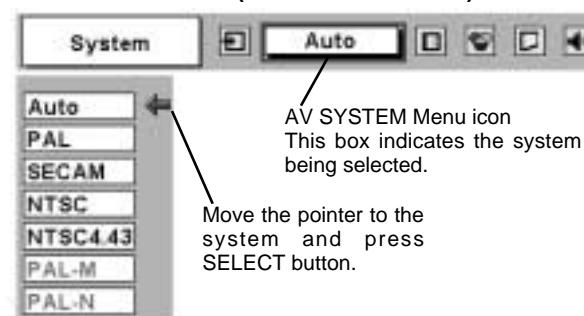 System
Auto
AV SYSTEM Menu icon
This box indicates the system
being selected.
Auto
PAL
SECAM
NTSC
NTSC4.43
PAL-M
PAL-N
Move the pointer to the
system and press
SELECT button.